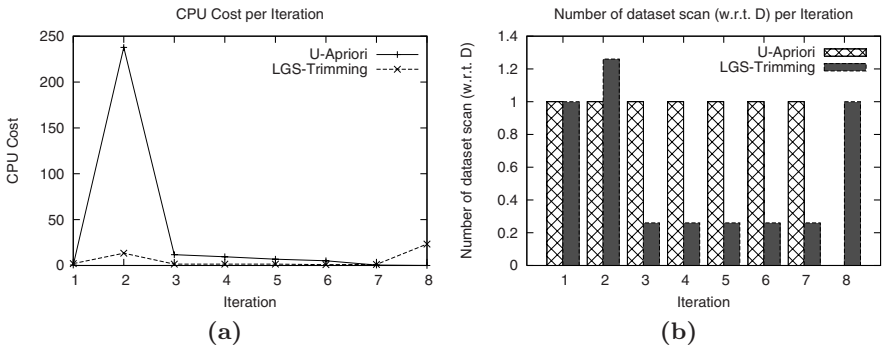 CPU Cost per Iteration
250
200
150
100
50
0
CPU Cost
U-Apriori
LGS-Trimming
1 2 3 4 5 6 7 8
Iteration
(a)
Number of dataset scan (w.r.t. D) per Iteration
1.4
1.2
1
0.8
0.6
0.4
0.2
0
Number of dataset scan (w.r.t. D)
U-Apriori
LGS-Trimming
1 2 3 4 5 6 7 8
Iteration
(b)